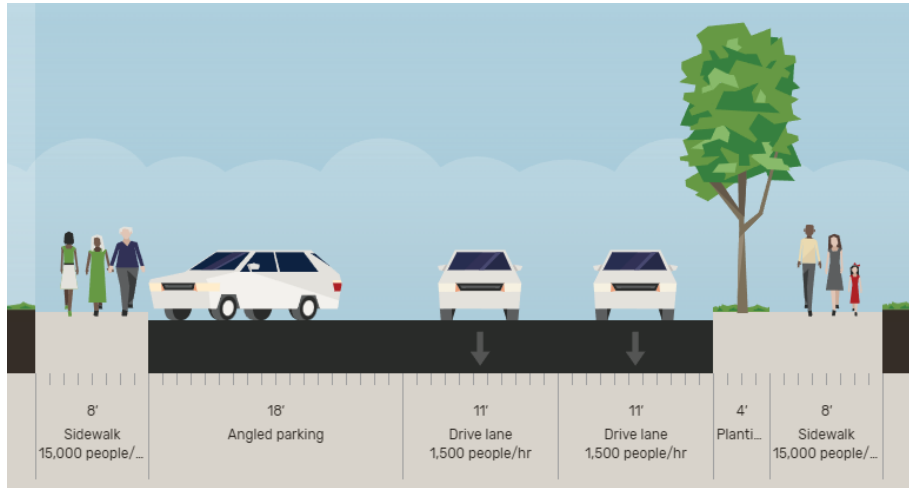 8'
Sidewalk
15,000 people/...
18'
Angled parking
11'
Drive lane
1,500 people/hr
11'
Drive lane
1,500 people/hr
4'
Planti...
8'
Sidewalk
15,000 people/...